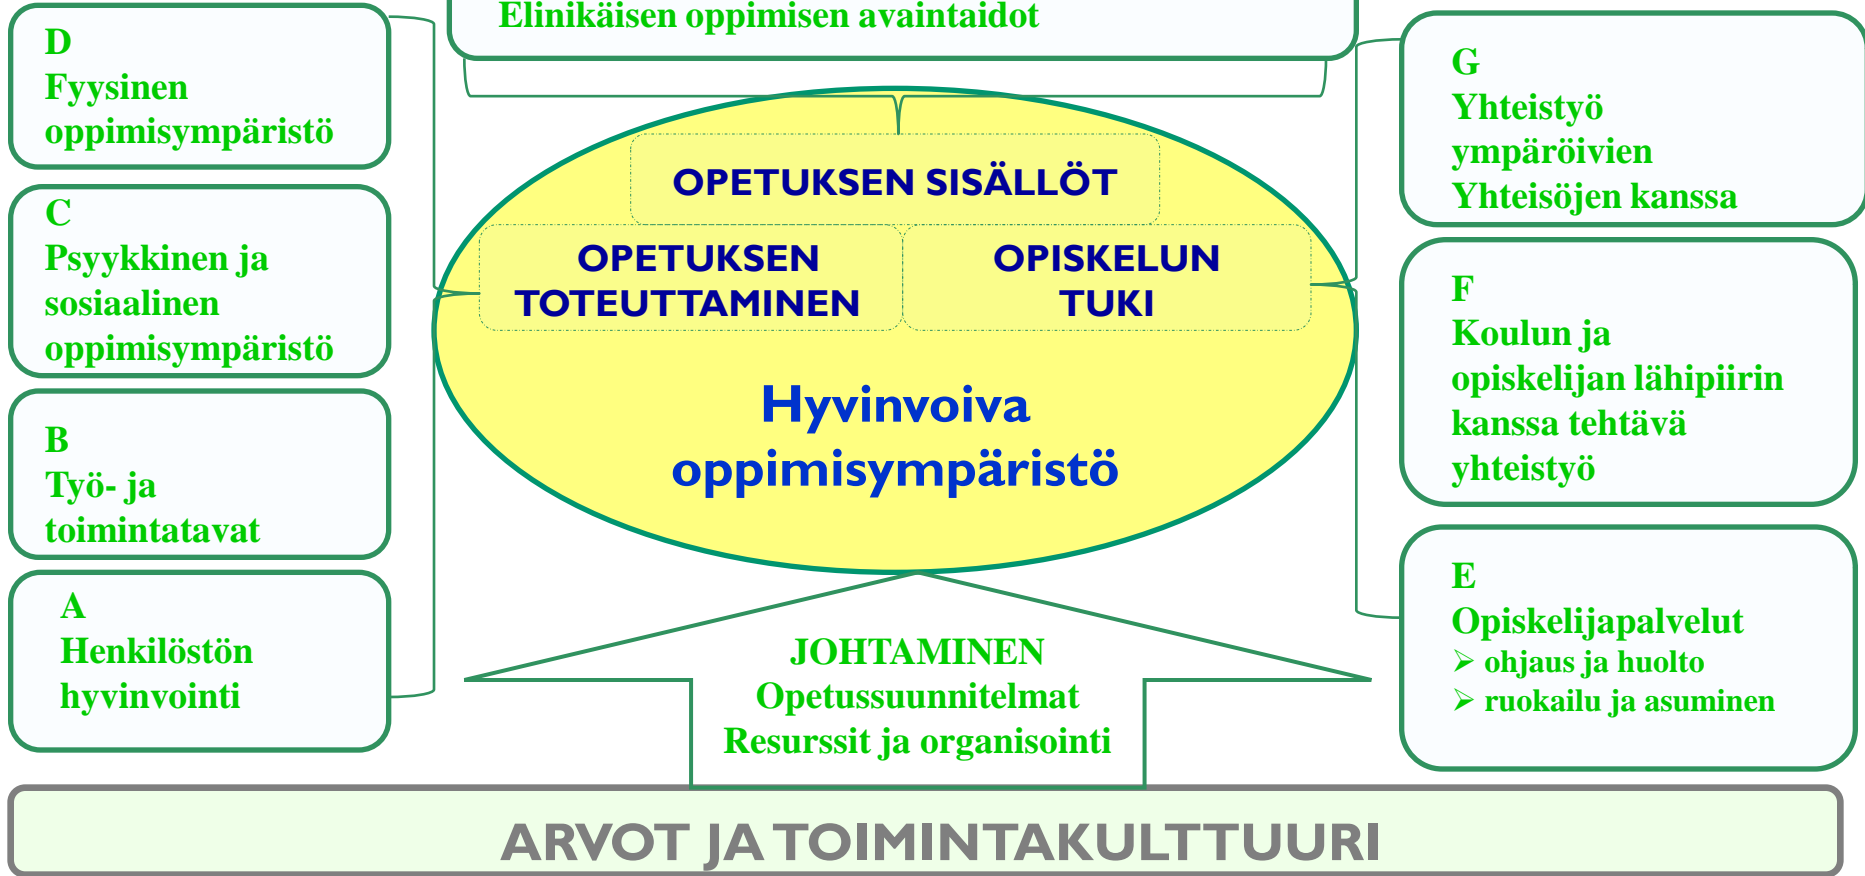 Elinikäisen oppimisen avaintaidot
D
Fyysinen
oppimisympäristö
C
Psyykkinen ja
sosiaalinen
oppimisympäristö
B
Työ- ja
toimintatavat
A
Henkilöstön
hyvinvointi
OPETUKSEN SISÄLLÖT
OPETUKSEN
TOTEUTTAMINEN
OPISKELUN
TUKI
Hyvinvoiva
oppimisympäristö
JOHTAMINEN
Opetussuunnitelmat
Resurssit ja organisointi
G
Yhteistyö
ympäröivien
Yhteisöjen kanssa
F
Koulun ja
opiskelijan lähipiirin
kanssa tehtävä
yhteistyö
E
Opiskelijapalvelut
➢ ohjaus ja huolto
➢ ruokailu ja asuminen
ARVOT JA TOIMINTAKULTTUURI